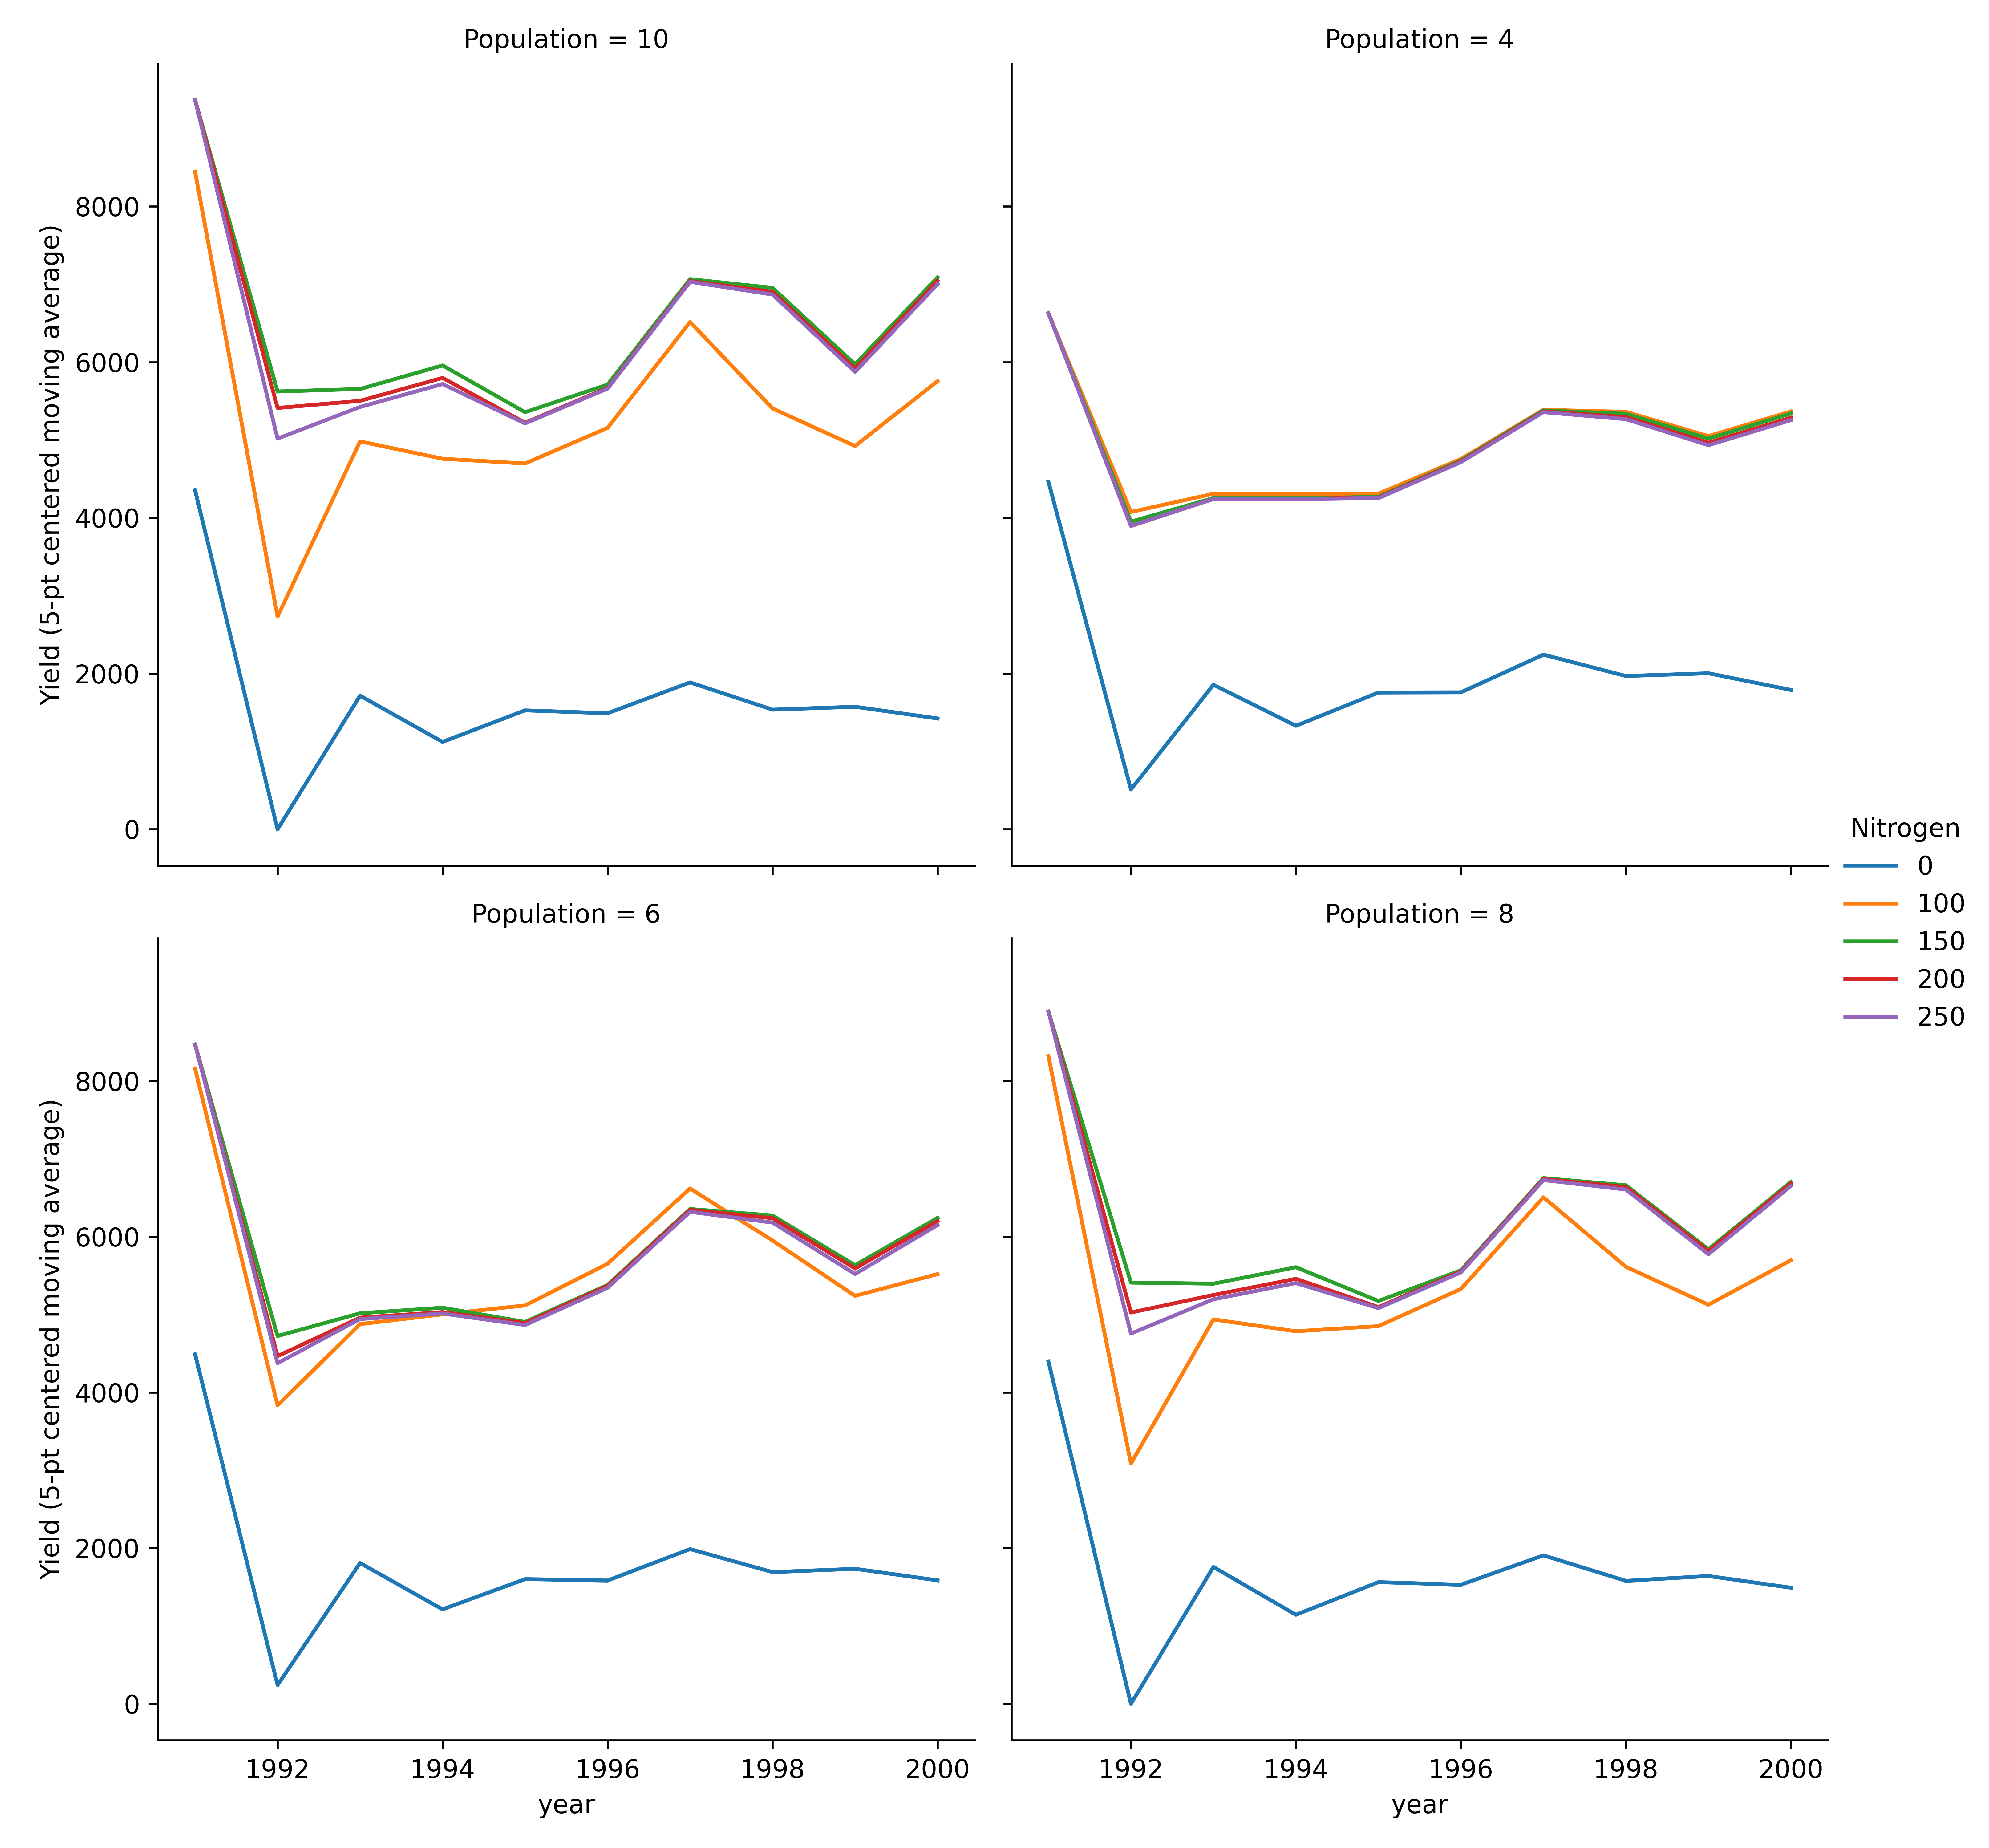 Population = 10
Population = 4
Yield (5-pt centered moving average)
8000
6000
4000
2000
0
Nitrogen
0
100
150
200
250
Population = 6
Population = 8
Yield (5-pt centered moving average)
8000
6000
4000
2000
0
1992 1994 1996 1998 2000
year
1992 1994 1996 1998 2000
year